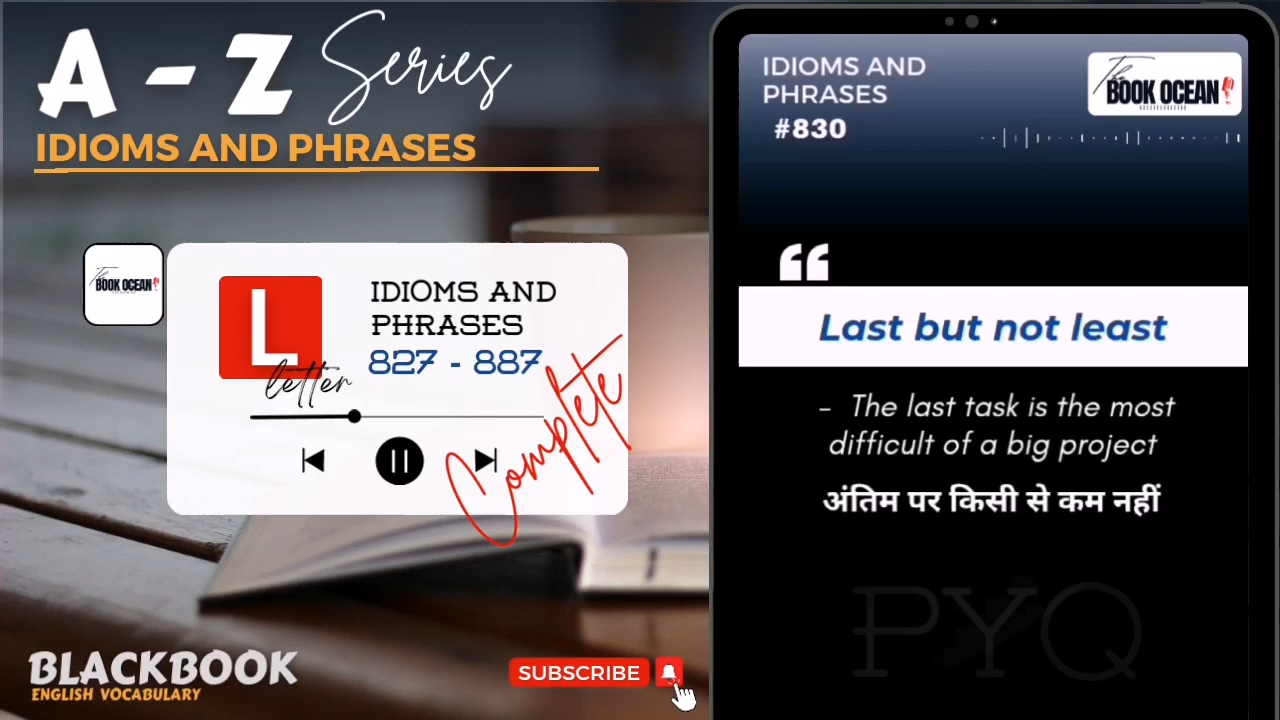 A - Z Series
IDIOMS AND PHRASES
The
BOOK OCEAN
L
letter
IDIOMS AND
PHRASES
827 - 887
Complete
BLACKBOOK
ENGLISH VOCABULARY
SUBSCRIBE
IDIOMS AND
PHRASES
#830
The
BOOK OCEAN
“
Last but not least
- The last task is the most
difficult of a big project
अंतिम पर किसी से कम नहीं
PYQ